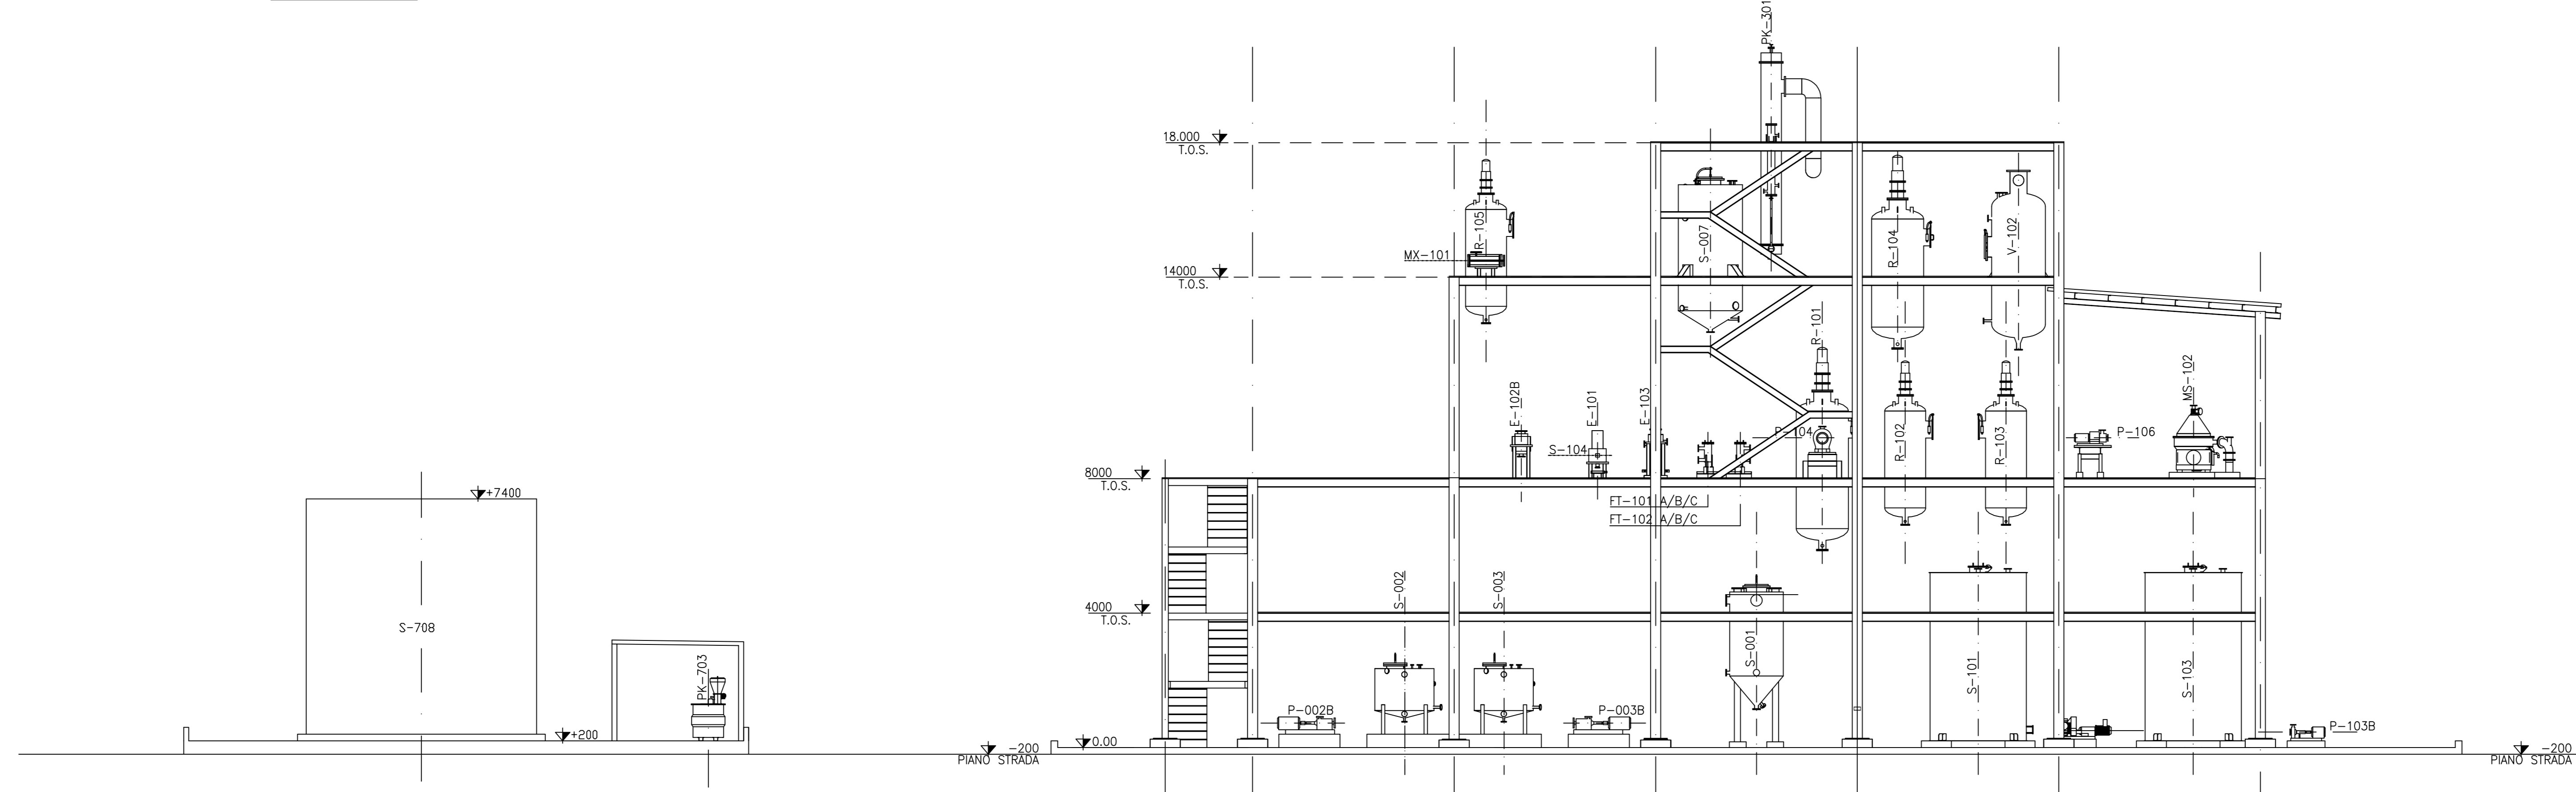 PK-301
18.000
T.O.S.
R-105
S-007
R-104
V-102
MX-101
14000
T.O.S.
R-101
MS-102
E-102B
E-101
E-103
S-104
P-104
R-102
R-103
P-106
8000
T.O.S.
+7400
FT-101 A/B/C
FT-102 A/B/C
S-002
S-003
4000
T.O.S.
S-708
S-001
S-101
S-103
PK-703
P-002B
P-003B
P-103B
+200
0.00
-200
PIANO STRADA
-200
PIANO STRADA